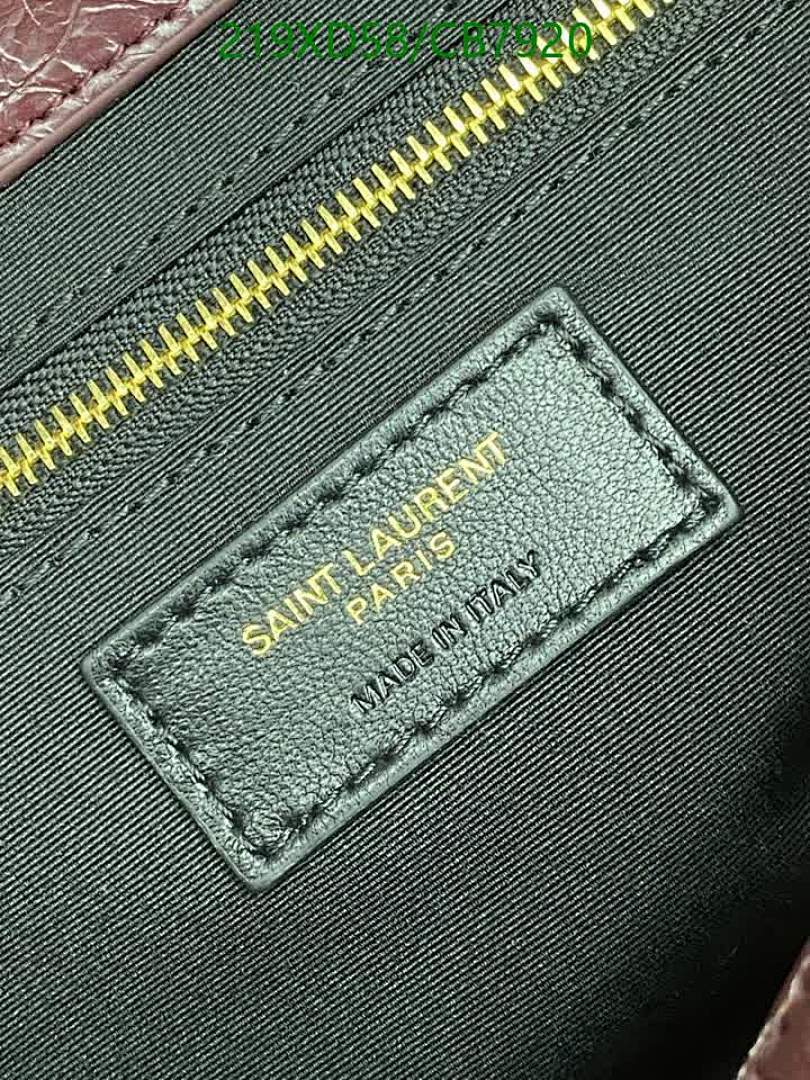 219XD58/CB7920
SAINT LAURENT
PARIS
MADE IN ITALY